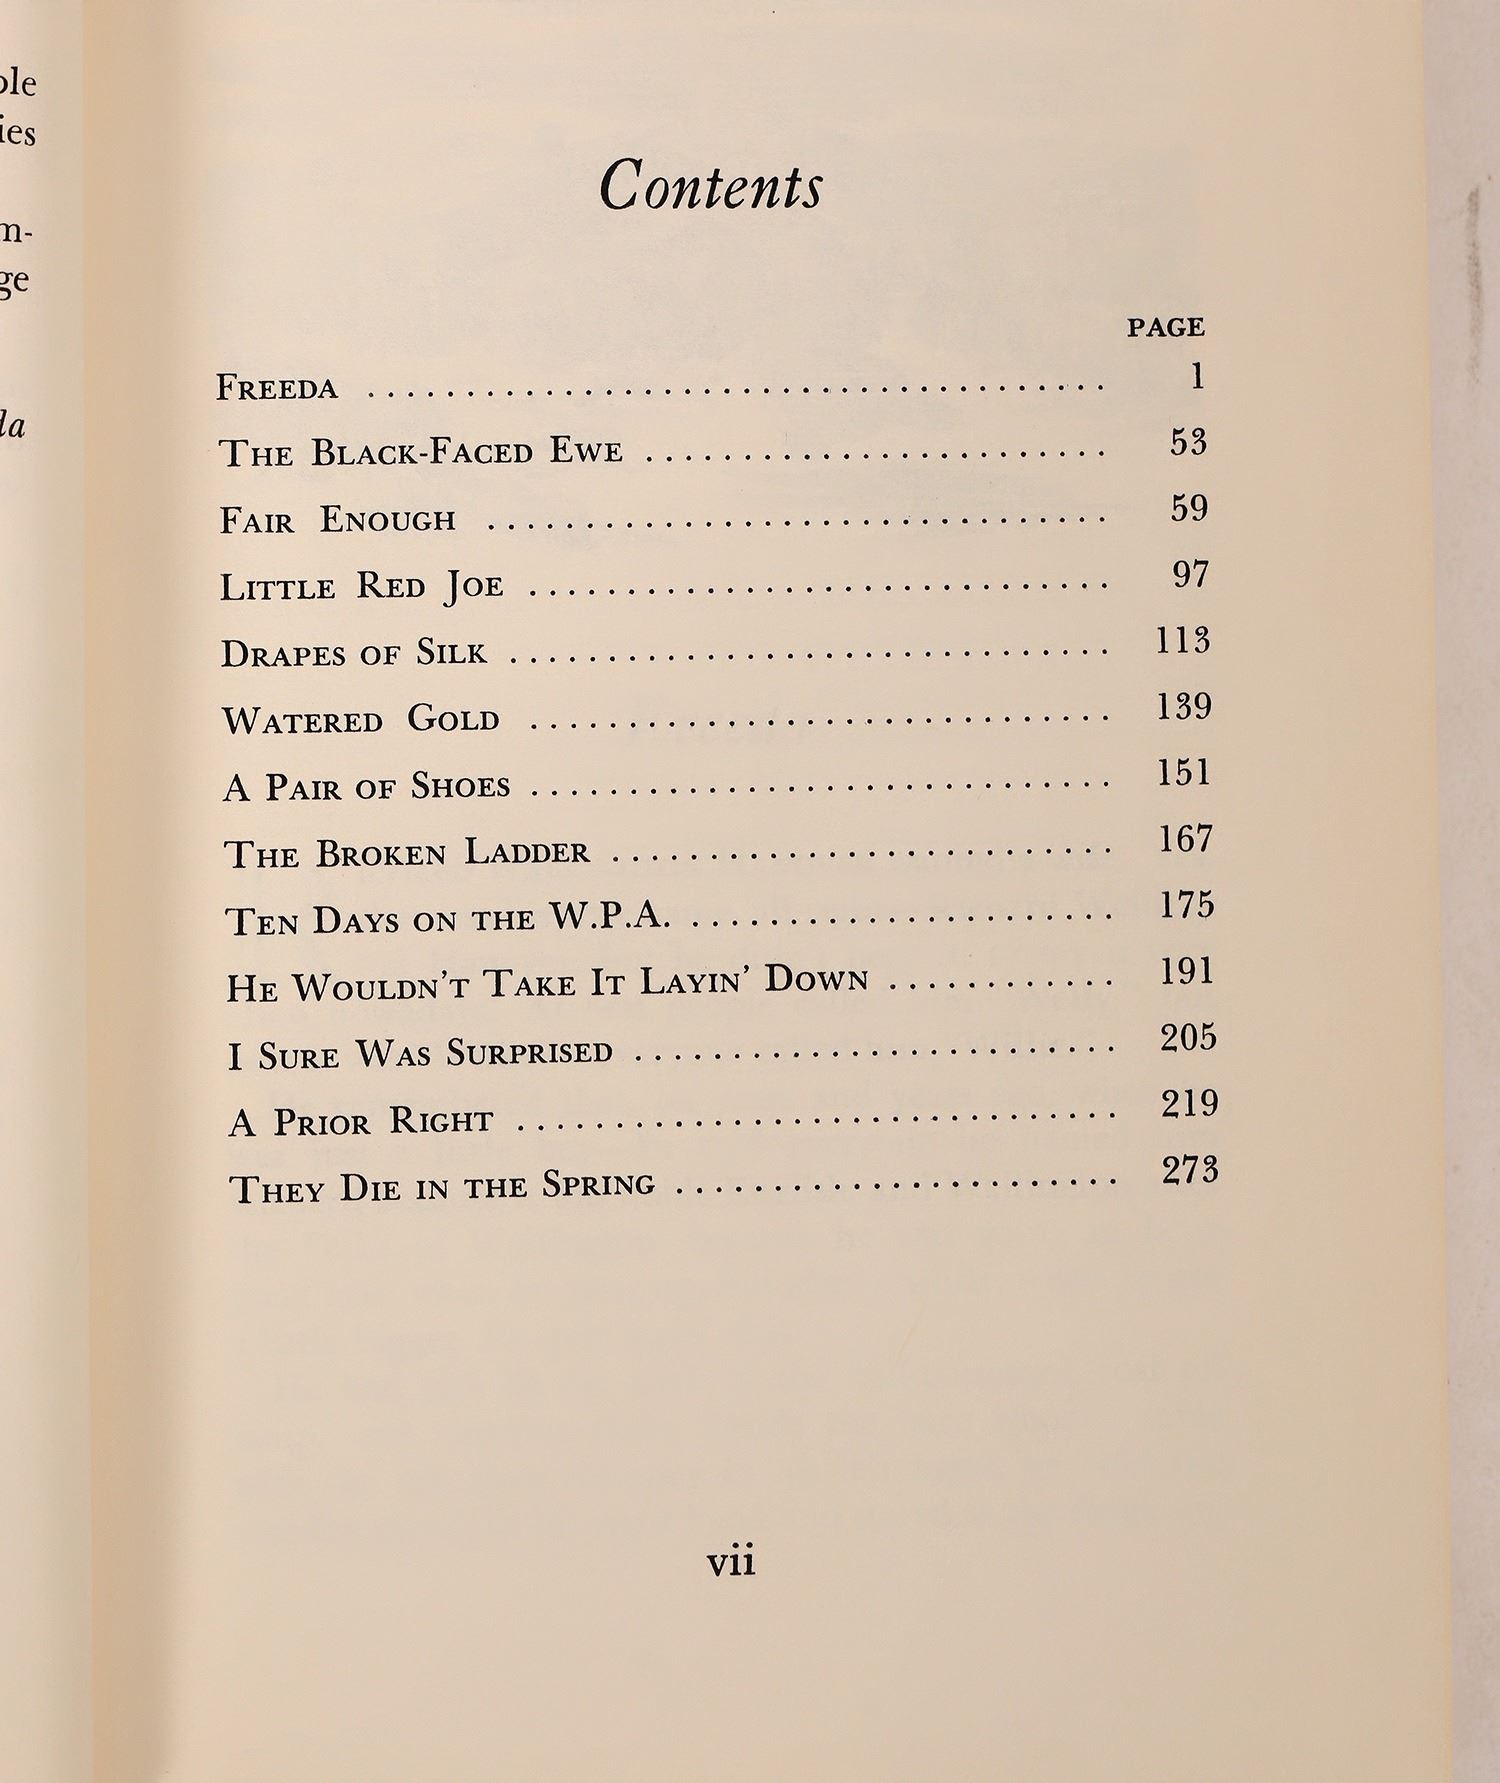 ies
m-
ge
la
Contents
PAGE
FREEDA ..................................... 1
THE BLACK-FACED EWE ........................ 53
FAIR ENOUGH ................................ 59
LITTLE RED JOE .............................. 97
DRAPES OF SILK .............................. 113
WATERED GOLD .............................. 139
A PAIR OF SHOES .............................. 151
THE BROKEN LADDER .......................... 167
TEN DAYS ON THE W.P.A. ...................... 175
HE WOULDN'T TAKE IT LAYIN' DOWN ............ 191
I SURE WAS SURPRISED ......................... 205
A PRIOR RIGHT ............................... 219
THEY DIE IN THE SPRING ....................... 273
vii